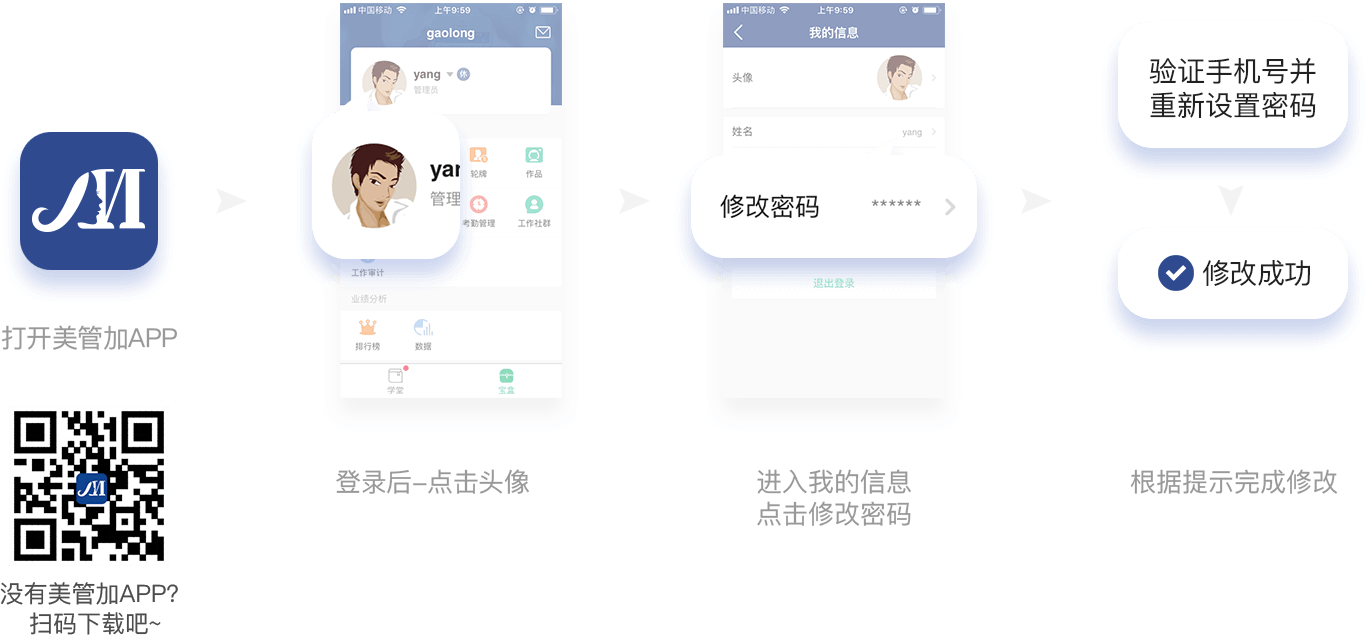 打开美管加APP
没有美管加APP?
扫码下载吧~
中国移动
上午9:59
gaolong
yang
管理员
yan
管理
轮牌
作品
考勤管理
工作社群
工作审计
业绩分析
排行榜
数据
学堂
宝盒
登录后-点击头像
中国移动
上午9:59
我的信息
头像
姓名
yang
修改密码
******
退出登录
进入我的信息
点击修改密码
验证手机号并
重新设置密码
修改成功
根据提示完成修改